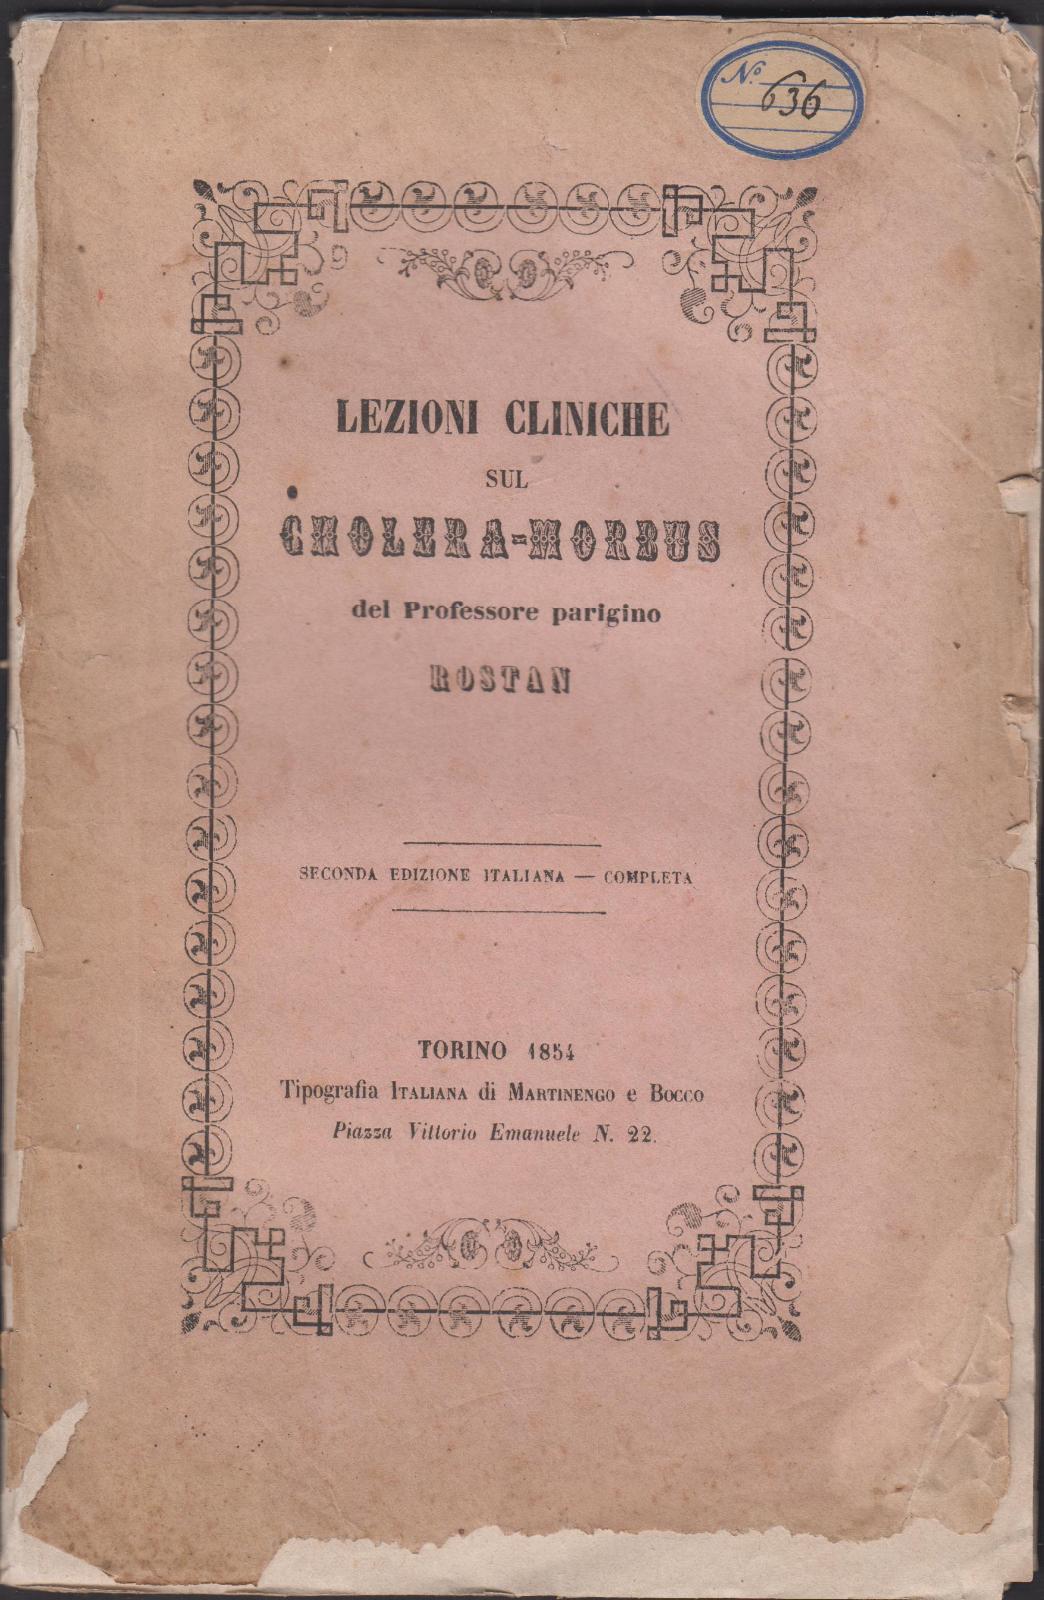 Nº 636
LEZIONI CLINICHE
SUL
CHOLERA-MORBUS
del Professore parigino
ROSTAN
SECONDA EDIZIONE ITALIANA — COMPLETA
TORINO 1854
Tipografia ITALIANA di MARTINENGO e BOCCO
Piazza Vittorio Emanuele N. 22.